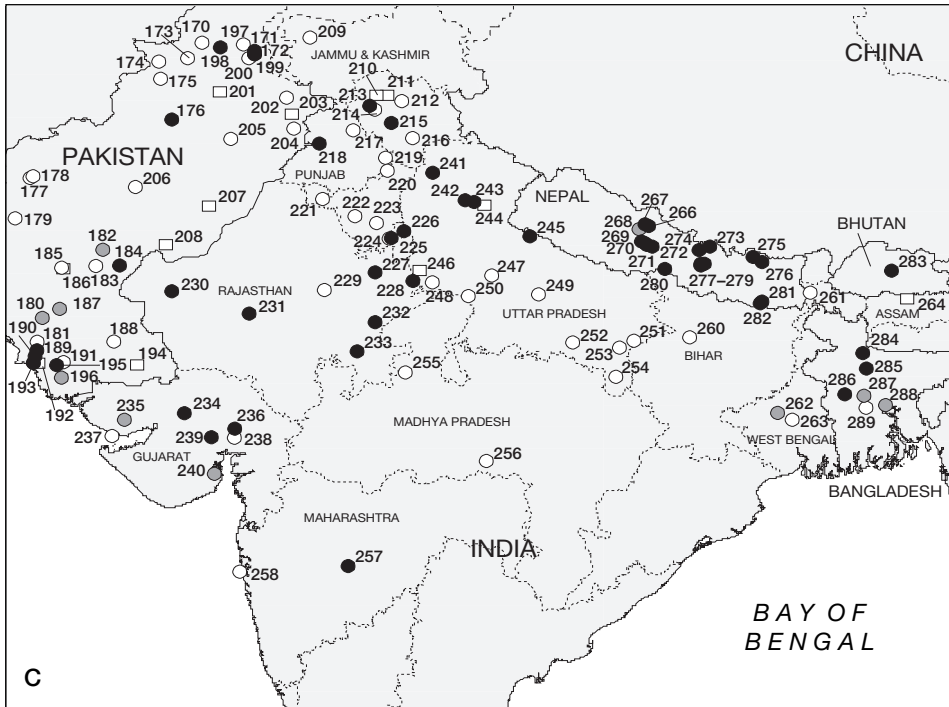 173 170 197 171 209
172
JAMMU & KASHMIR
CHINA
174 198 200 199 210 211
175 201 213 212
202 203 214
176 215
205 204 217 216
PAKISTAN 218 219 241
178 PUNJAB 220 242 243 NEPAL
177 206 244 267
207 221 222 223 268 266
179 226 245 BHUTAN
208 224 225 269 274 273 275
182 270 272 283
185 184 227 246 247 271
186 183 229 228 248 280 277–279 276
230 RAJASTHAN 250 249 281 261
180 187 231 UTTAR PRADESH 282 264
ASSAM
190 181 188 232 252 251 260
189 233 253 BIHAR 284
191 195 194 255 254 285
193 196 286 287 288
192 235 234 236 262
237 239 238 MADHYA PRADESH 263 289
GUJARAT WEST BENGAL
240 256
BANGLADESH
MAHARASHTRA
INDIA
257
258
BAY OF
BENGAL
C